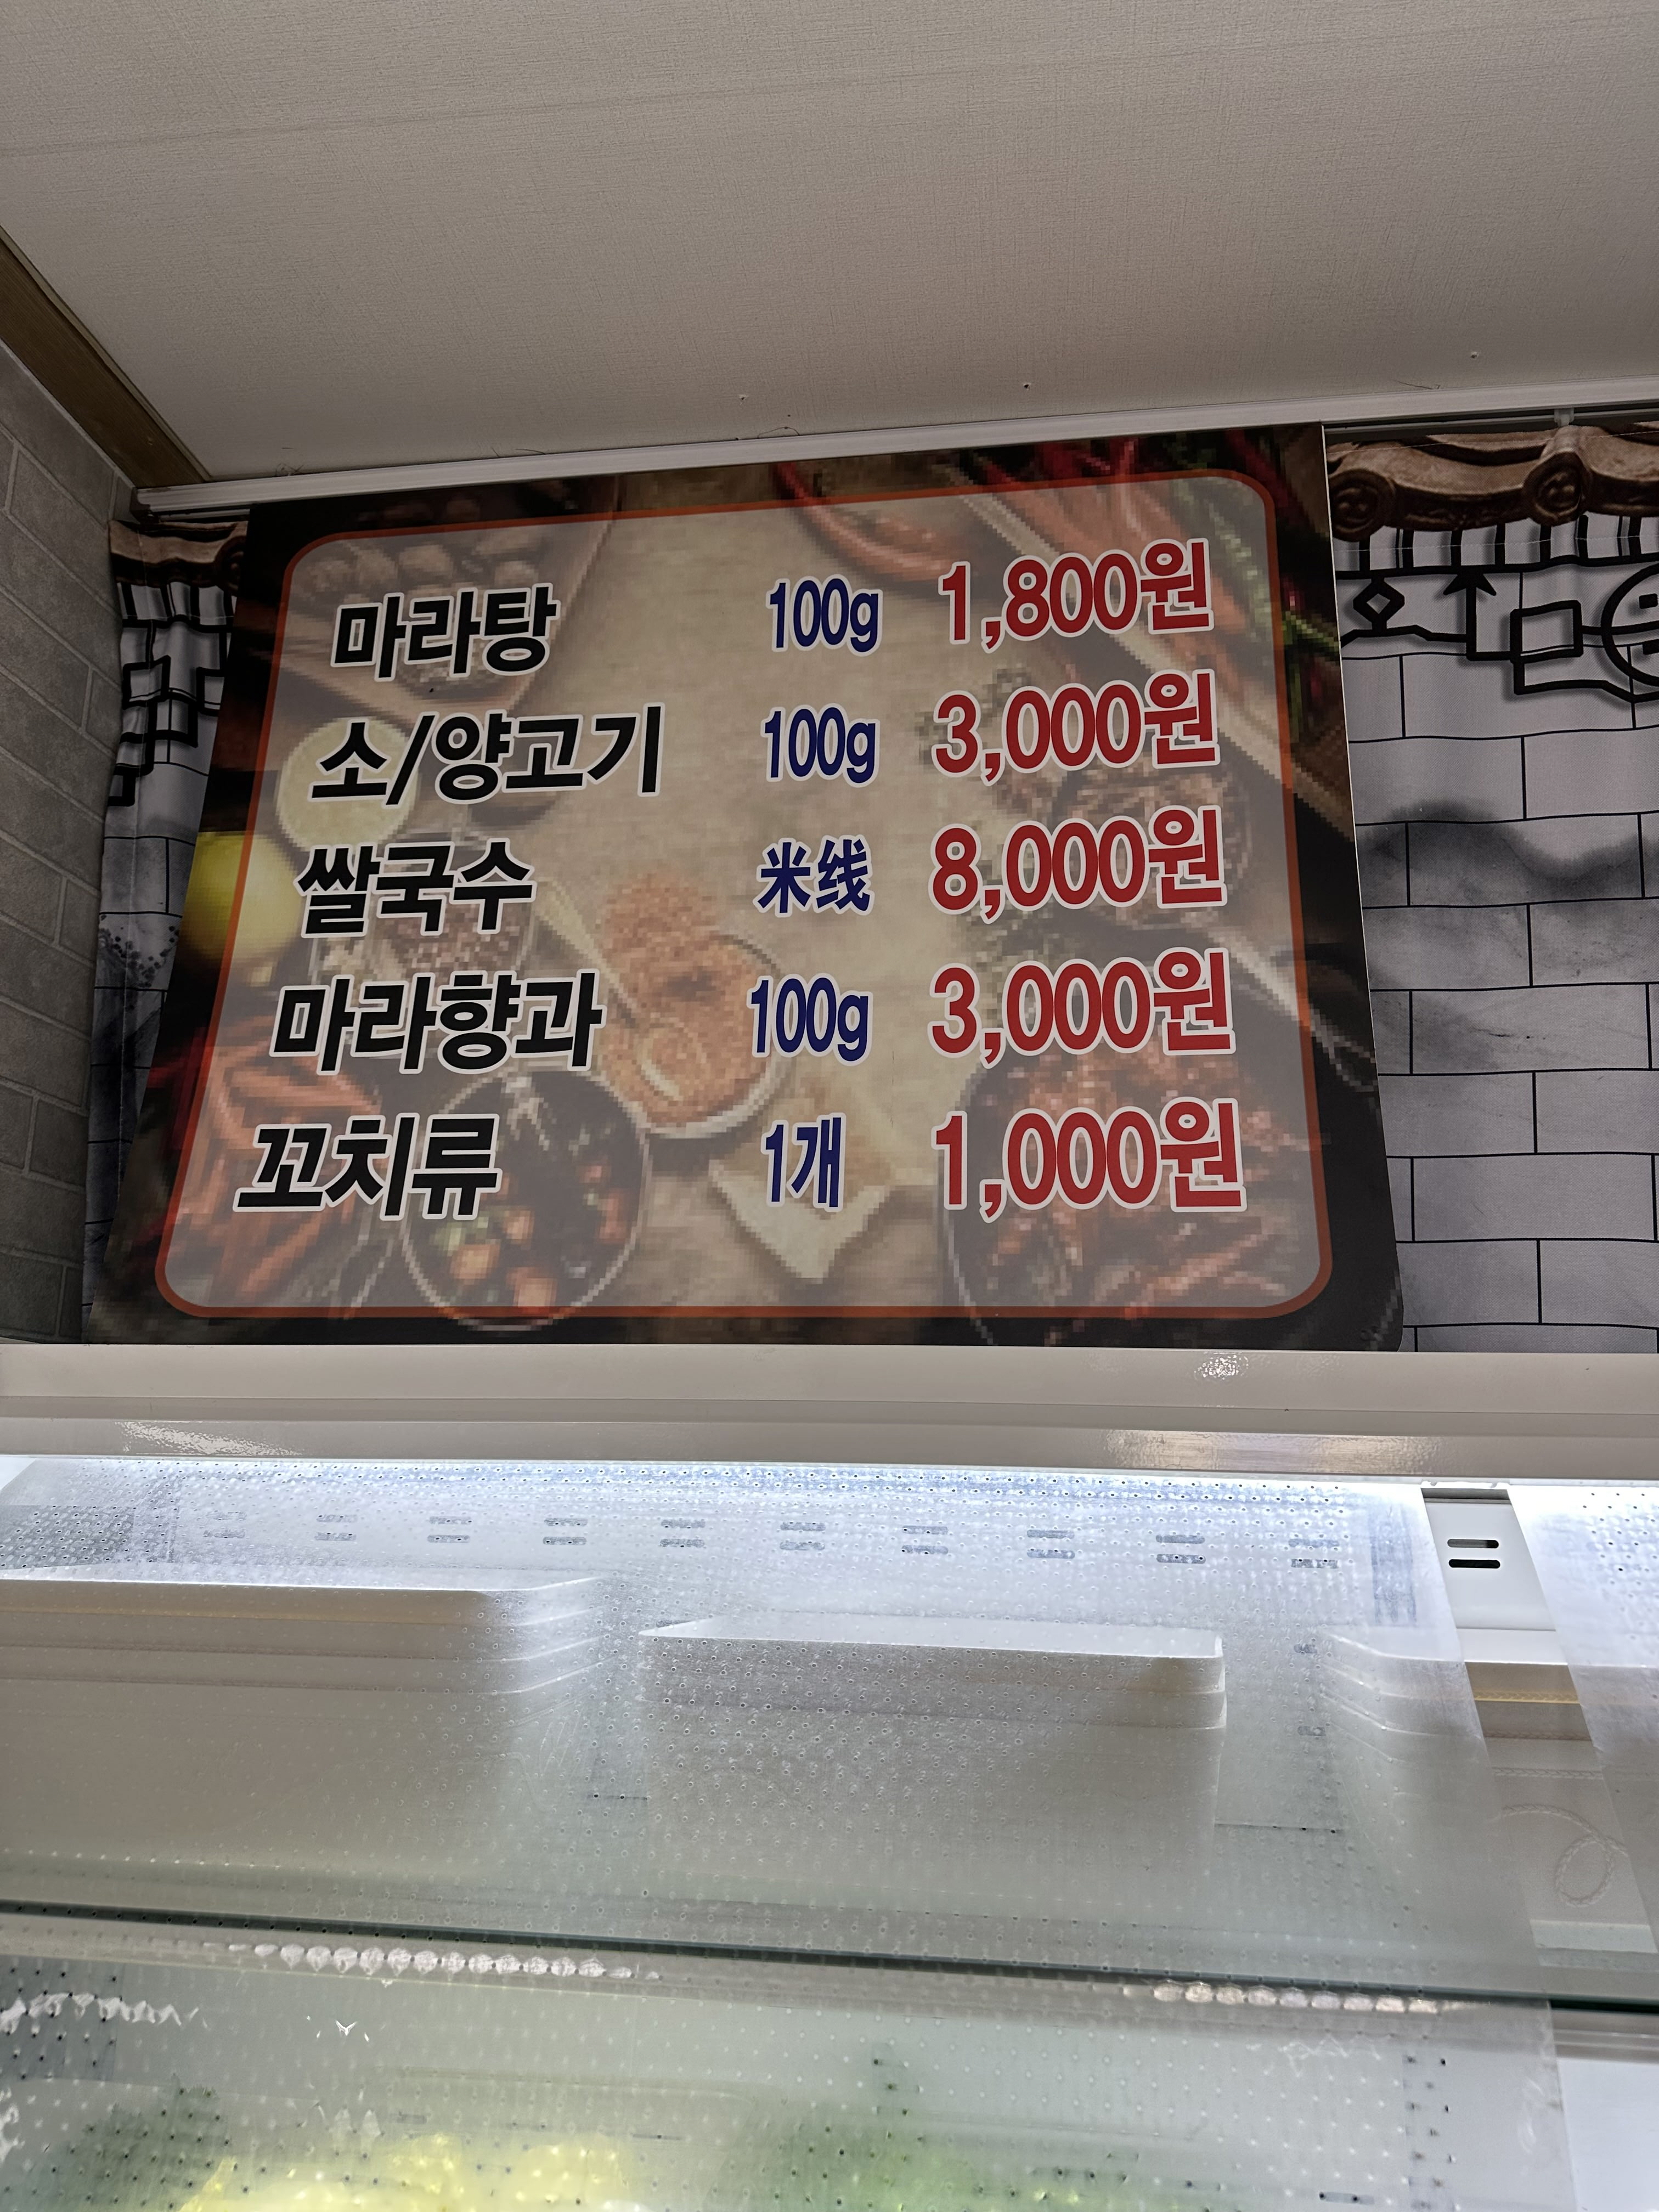 마라탕 100g 1,800원
소/양고기 100g 3,000원
쌀국수 米线 8,000원
마라향과 100g 3,000원
꼬치류 1개 1,000원